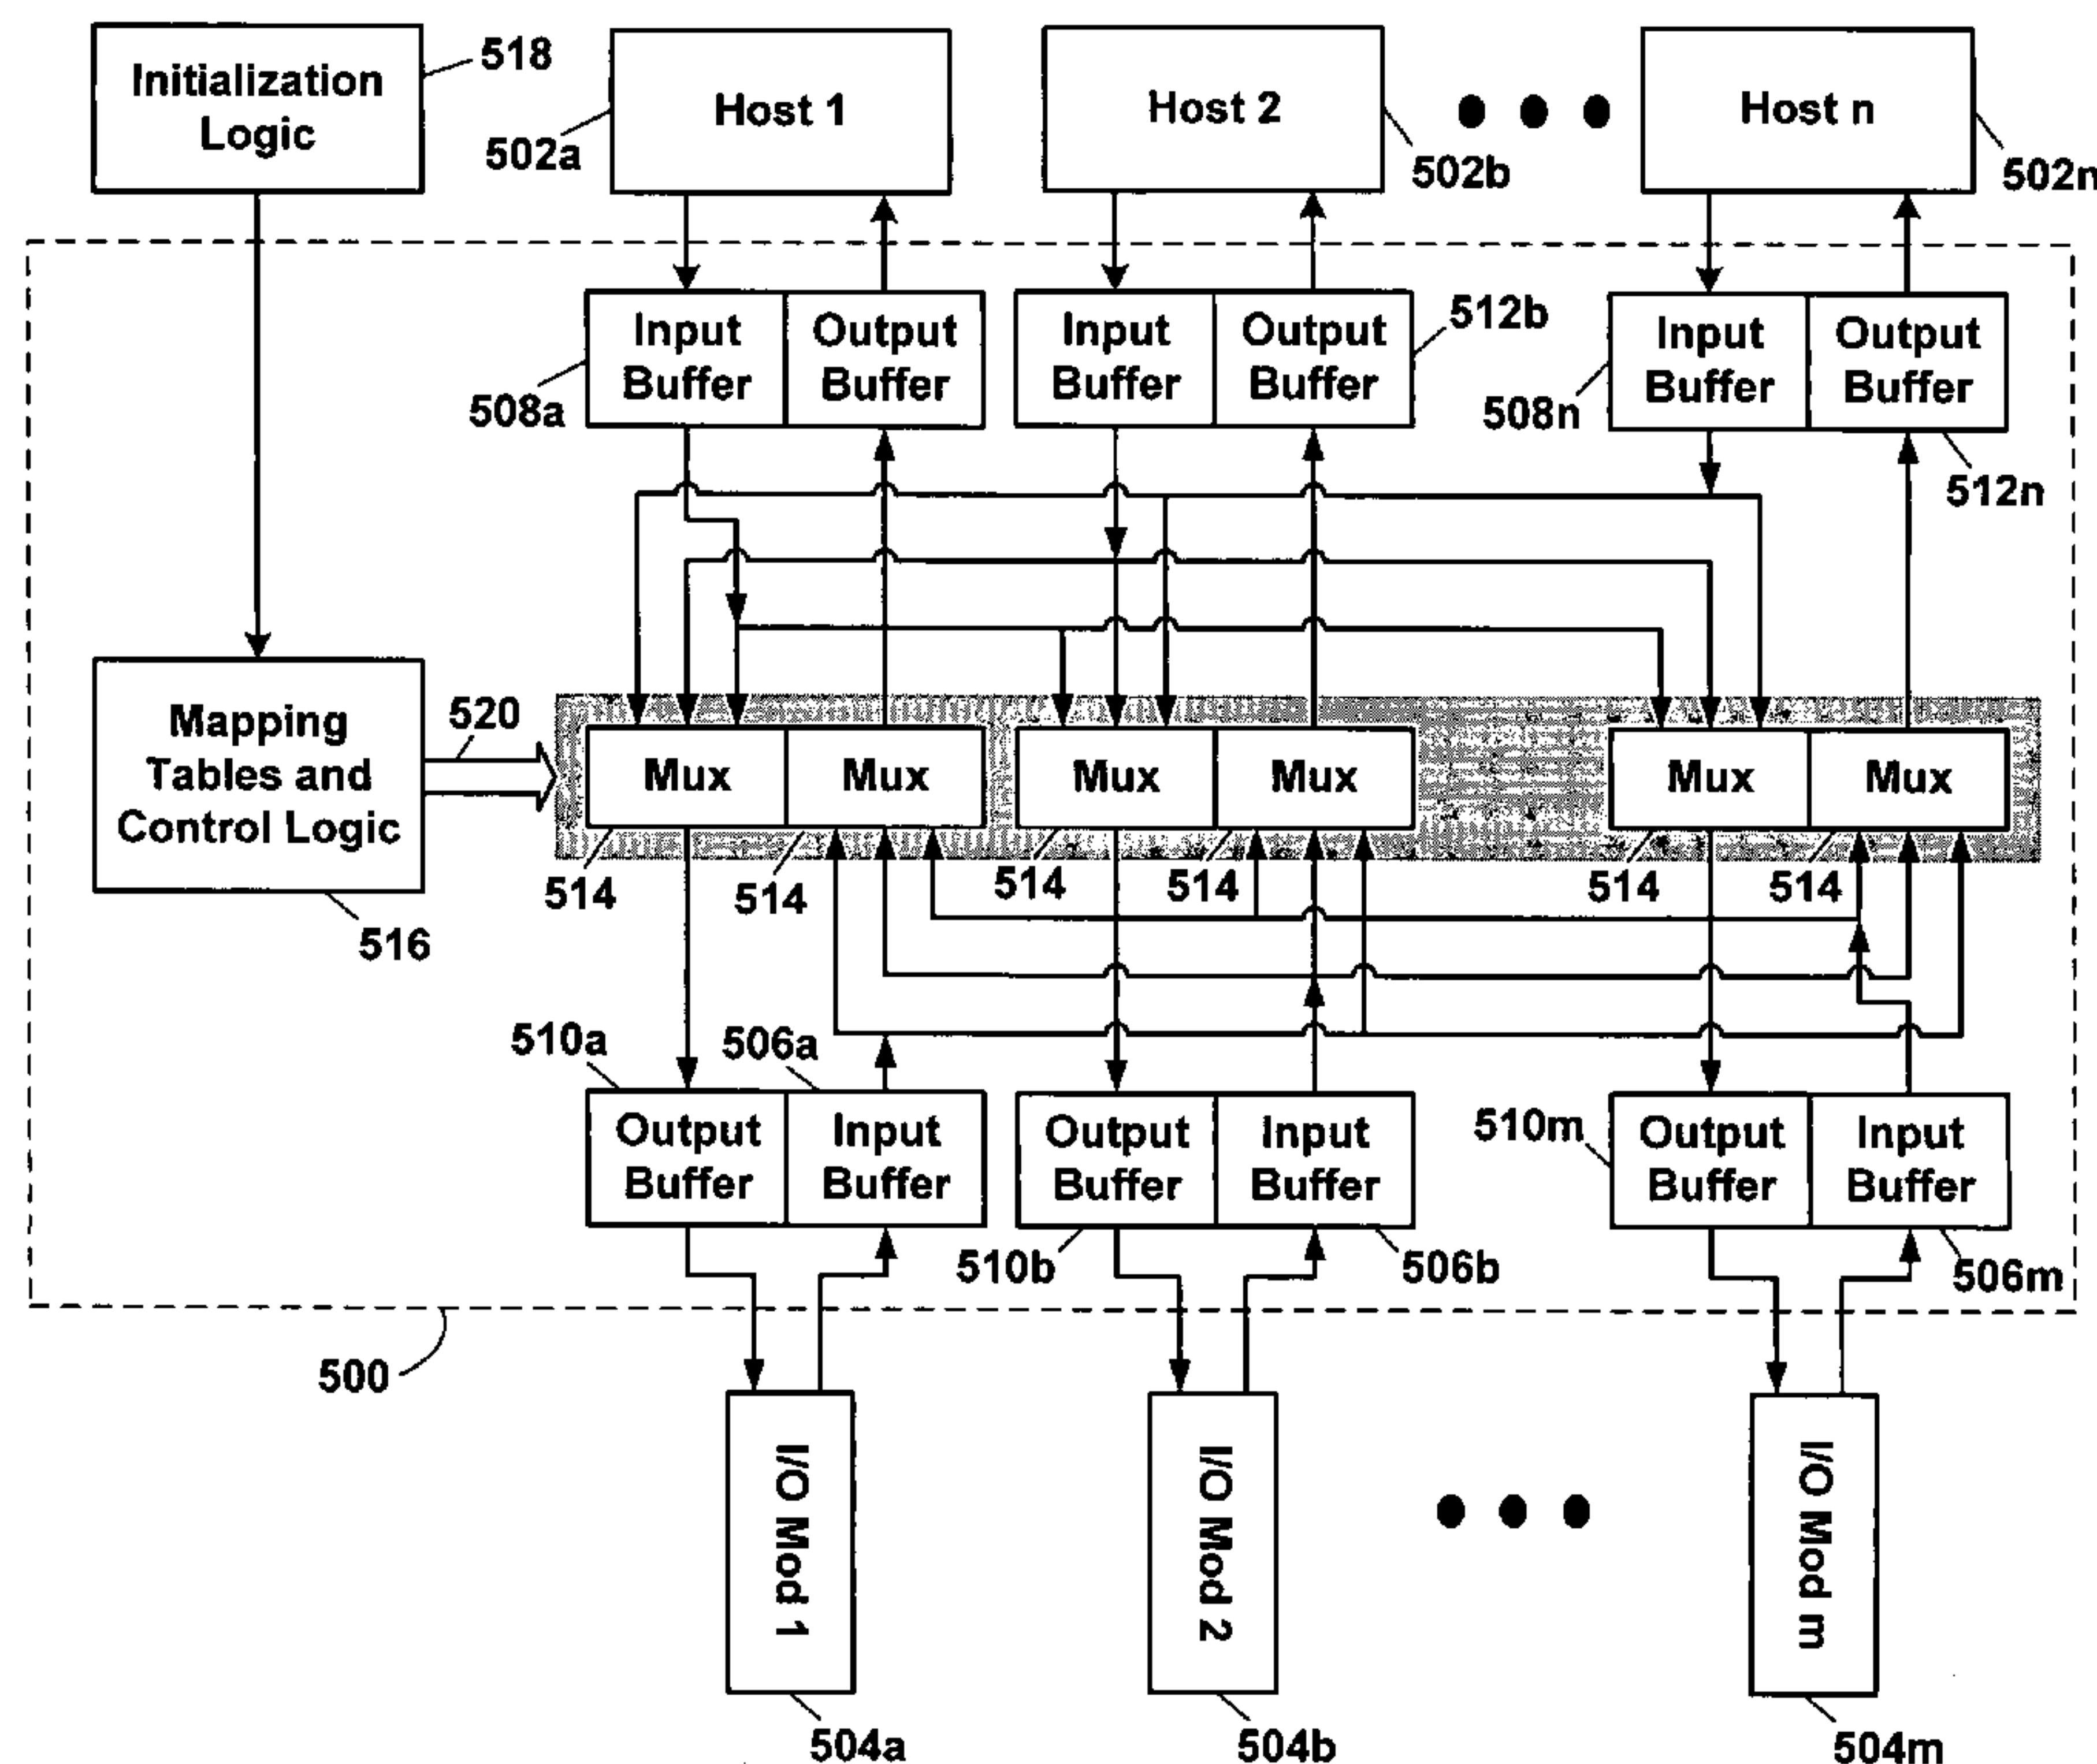 Initialization
Logic
518
Host 1
502a
Host 2
502b
Host n
502n
Input
Buffer
Output
Buffer
508a
Input
Buffer
Output
Buffer
512b
Input
Buffer
Output
Buffer
508n
512n
Mapping
Tables and
Control Logic
516
520
Mux
Mux
Mux
Mux
Mux
Mux
514
514
514
514
514
514
510a
506a
Output
Buffer
Input
Buffer
Output
Buffer
Input
Buffer
510b
506b
510m
Output
Buffer
Input
Buffer
506m
500
I/O Mod 1
I/O Mod 2
I/O Mod m
504a
504b
504m